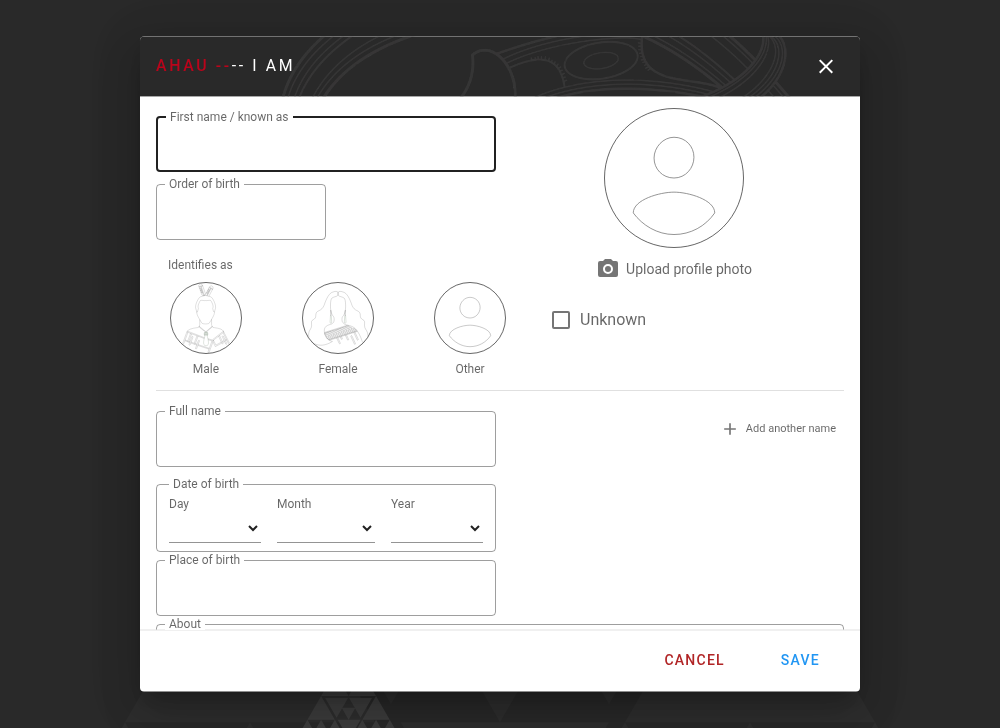 AHAU ---- I AM
First name / known as
Order of birth
Upload profile photo
Identifies as
Unknown
Male Female Other
Full name
Add another name
Date of birth
Day Month Year
Place of birth
About
CANCEL SAVE